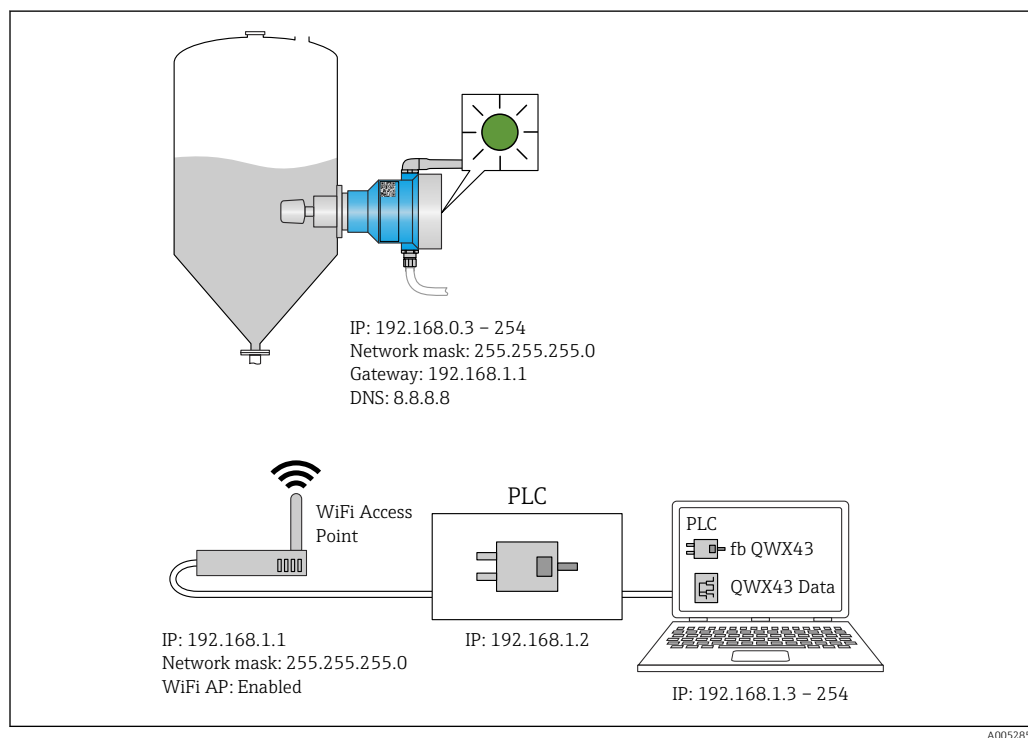 IP: 192.168.0.3 – 254
Network mask: 255.255.255.0
Gateway: 192.168.1.1
DNS: 8.8.8.8
WiFi Access
Point
PLC
PLC
fb QWX43
QWX43 Data
IP: 192.168.1.1
Network mask: 255.255.255.0
WiFi AP: Enabled
IP: 192.168.1.2
IP: 192.168.1.3 – 254